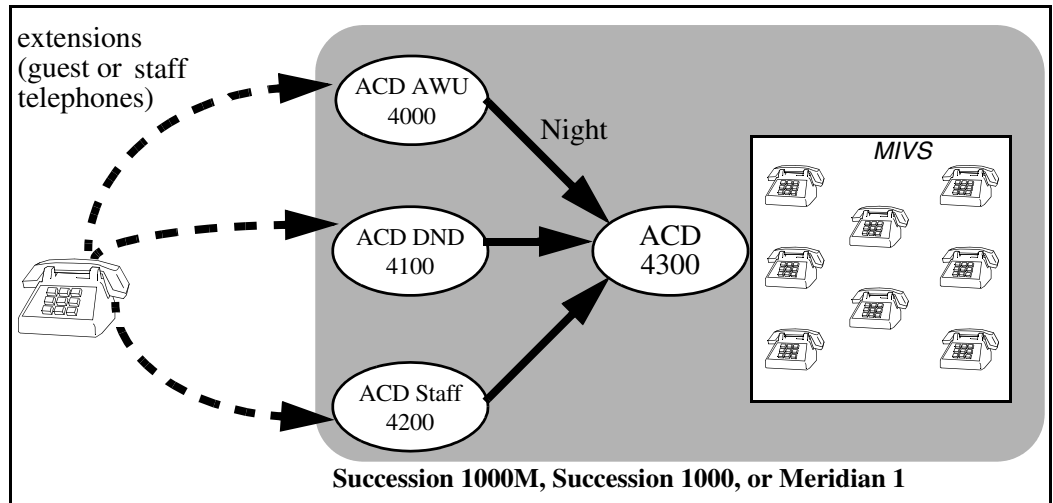 extensions
(guest or staff
telephones)
ACD AWU
4000
Night
MIVS
ACD DND
4100
ACD
4300
ACD Staff
4200
Succession 1000M, Succession 1000, or Meridian 1